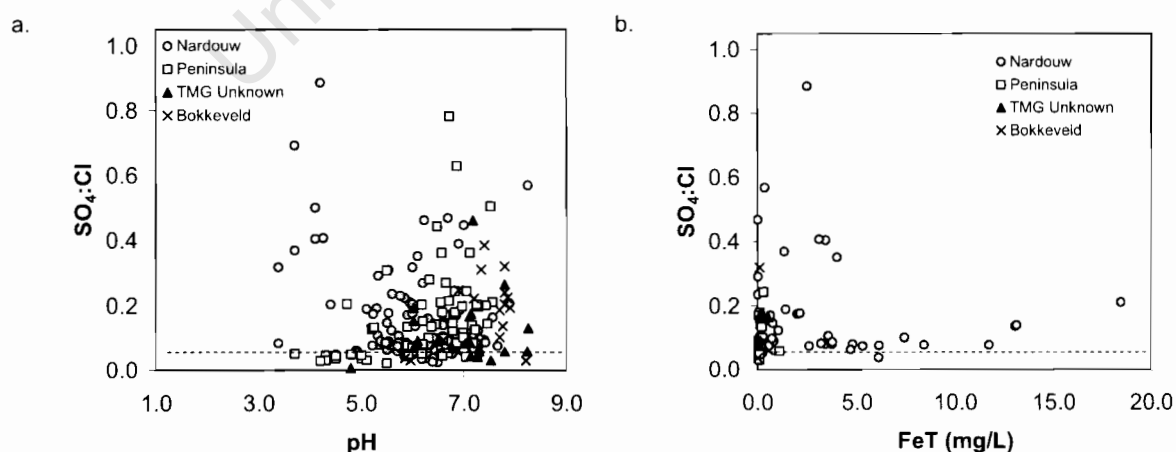 a.
SO₄:Cl
1.0
0.8
0.6
0.4
0.2
0.0
Nardouw
Peninsula
TMG Unknown
Bokkeveld
1.0 3.0 5.0 7.0 9.0
pH
b.
SO₄:Cl
1.0
0.8
0.6
0.4
0.2
0.0
Nardouw
Peninsula
TMG Unknown
Bokkeveld
0.0 5.0 10.0 15.0 20.0
FeT (mg/L)